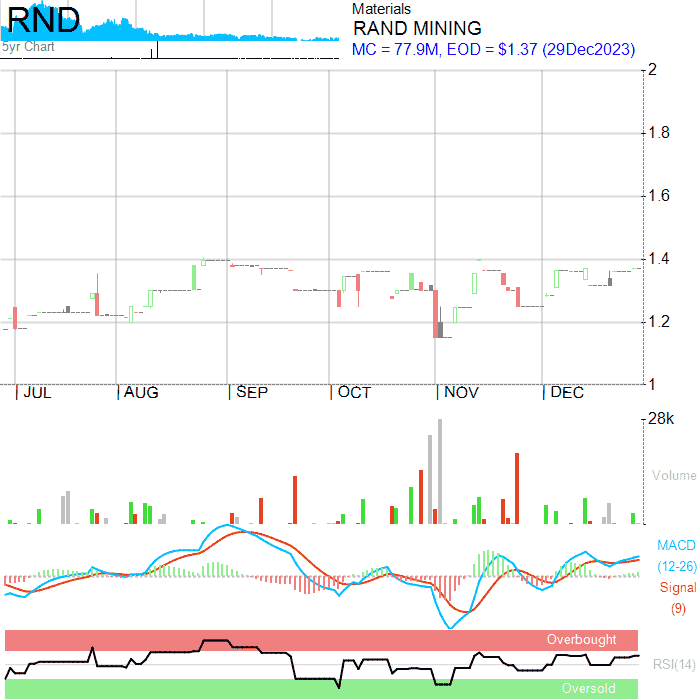 RND
5yr Chart
Materials
RAND MINING
MC = 77.9M, EOD = $1.37 (29Dec2023)
2
1.8
1.6
1.4
1.2
1
JUL AUG SEP OCT NOV DEC
28k
Volume
MACD
(12-26)
Signal
(9)
Overbought
RSI(14)
Oversold